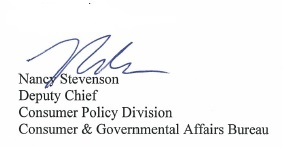 Nancy Stevenson
Deputy Chief
Consumer Policy Division
Consumer & Governmental Affairs Bureau